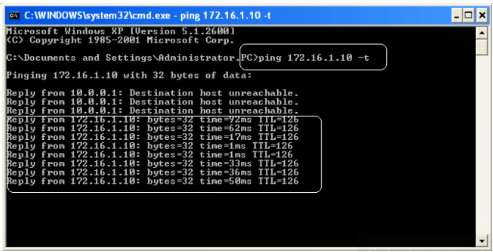 C:\WINDOWS\system32\cmd.exe - ping 172.16.1.10 -t
Microsoft Windows XP [Version 5.1.2600]
(C) Copyright 1985-2001 Microsoft Corp.
C:\Documents and Settings\Administrator.PC>ping 172.16.1.10 -t
Pinging 172.16.1.10 with 32 bytes of data:
Reply from 10.0.0.1: Destination host unreachable.
Reply from 10.0.0.1: Destination host unreachable.
Reply from 10.0.0.1: Destination host unreachable.
Reply from 172.16.1.10: bytes=32 time=92ms TTL=126
Reply from 172.16.1.10: bytes=32 time=62ms TTL=126
Reply from 172.16.1.10: bytes=32 time=17ms TTL=126
Reply from 172.16.1.10: bytes=32 time=1ms TTL=126
Reply from 172.16.1.10: bytes=32 time=1ms TTL=126
Reply from 172.16.1.10: bytes=32 time=33ms TTL=126
Reply from 172.16.1.10: bytes=32 time=36ms TTL=126
Reply from 172.16.1.10: bytes=32 time=50ms TTL=126